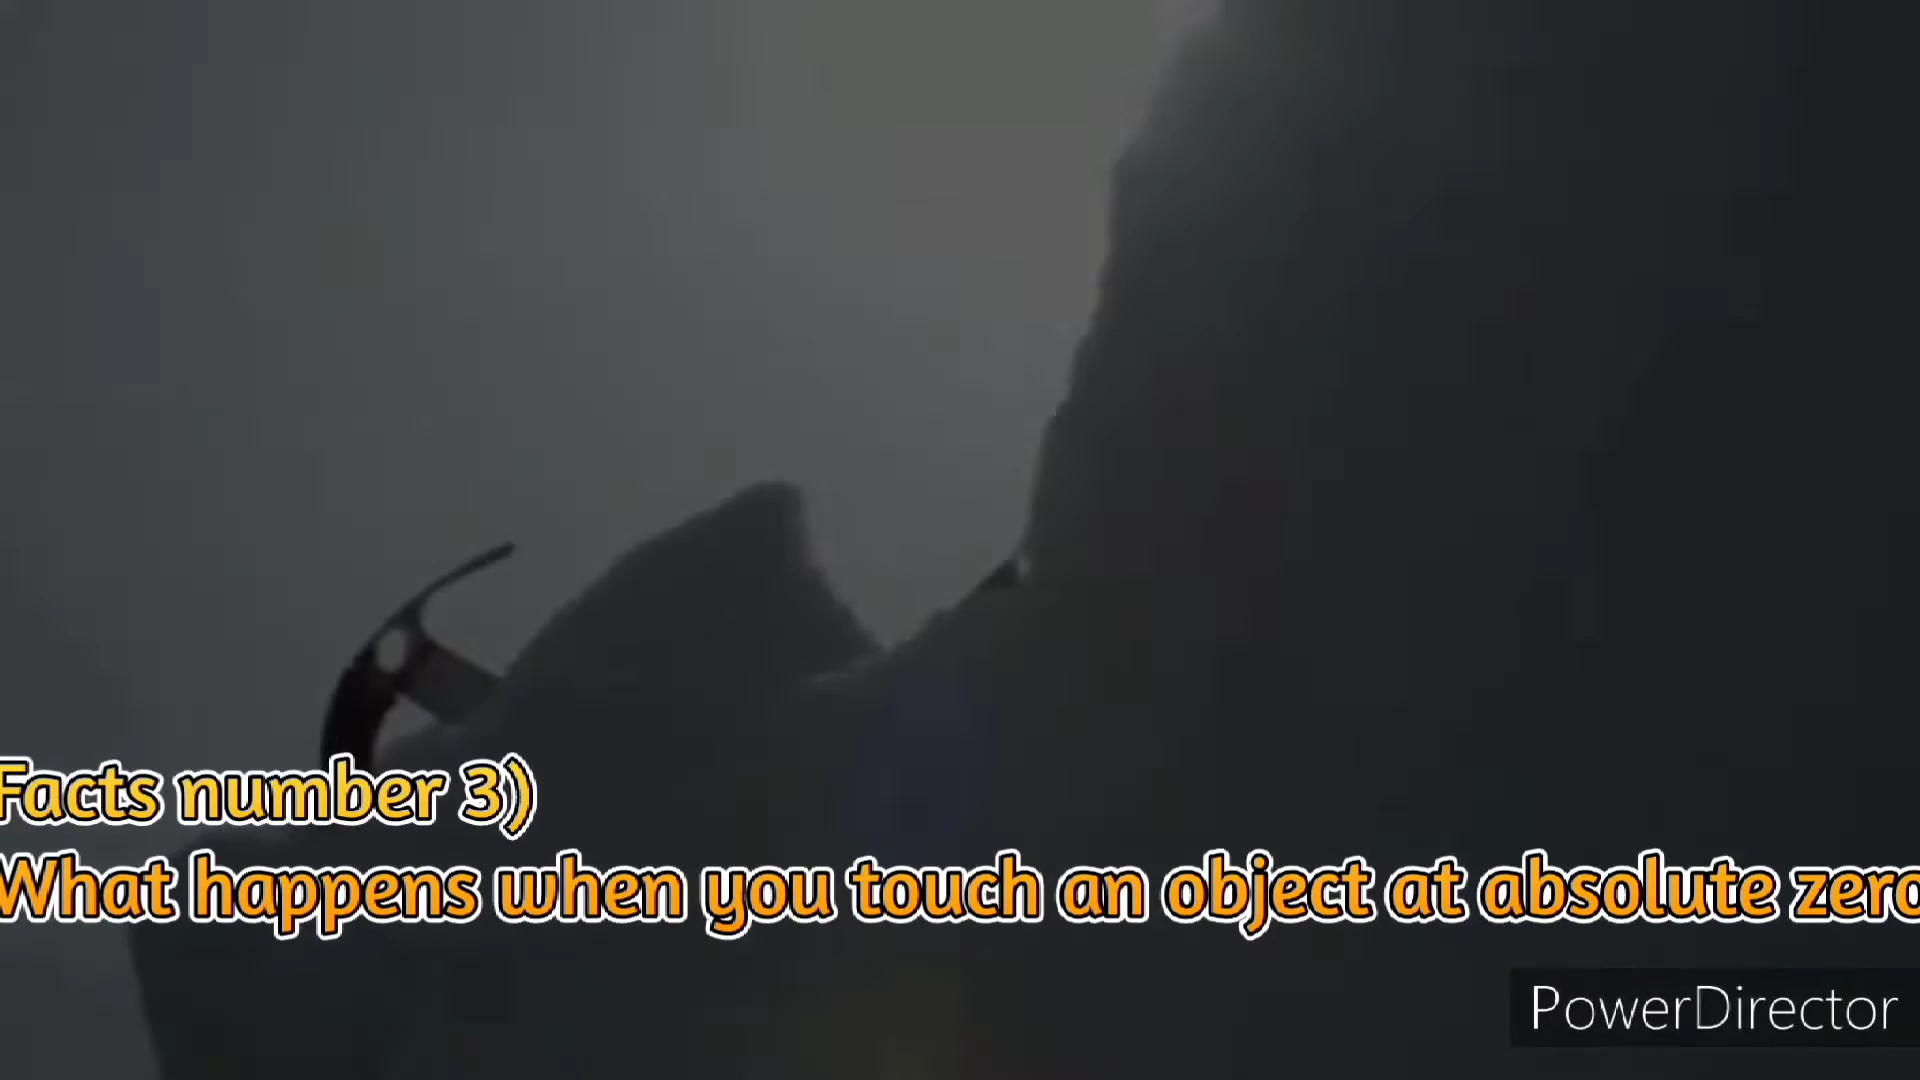 Facts number 3)
What happens when you touch an object at absolute zero
PowerDirector